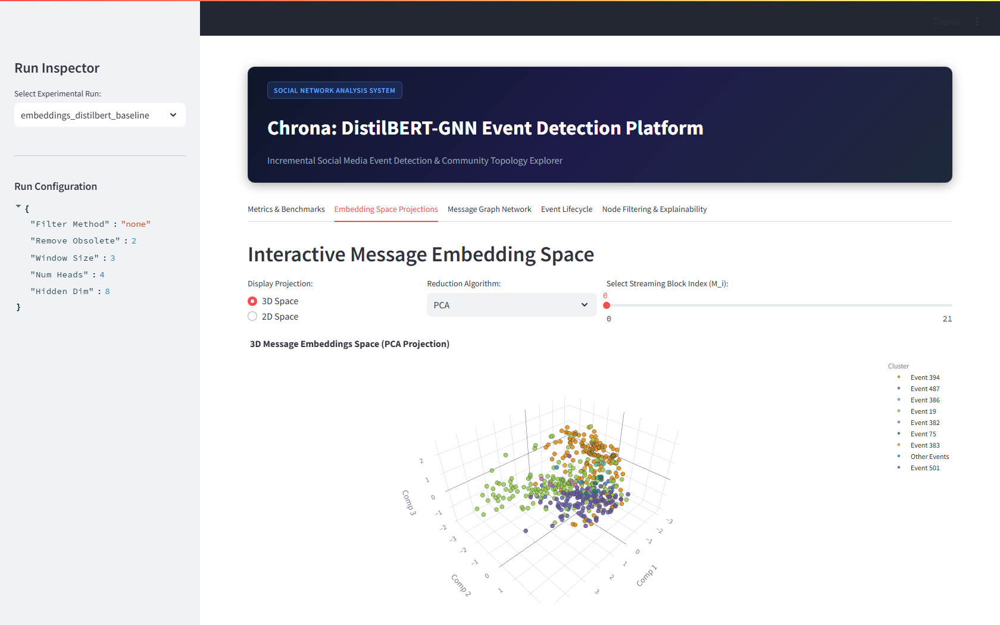 Deploy
Run Inspector
Select Experimental Run:
embeddings_distilbert_baseline
Run Configuration
{
"Filter Method" : "none"
"Remove Obsolete" : 2
"Window Size" : 3
"Num Heads" : 4
"Hidden Dim" : 8
}
SOCIAL NETWORK ANALYSIS SYSTEM
Chrona: DistilBERT-GNN Event Detection Platform
Incremental Social Media Event Detection & Community Topology Explorer
Metrics & Benchmarks
Embedding Space Projections
Message Graph Network
Event Lifecycle
Node Filtering & Explainability
Interactive Message Embedding Space
Display Projection:
3D Space
2D Space
Reduction Algorithm:
PCA
Select Streaming Block Index (M_i):
0
0
21
3D Message Embeddings Space (PCA Projection)
Cluster
Event 394
Event 487
Event 386
Event 19
Event 382
Event 75
Event 383
Other Events
Event 501
2
1
0
−1
−2
Comp 3
−3
−2
−1
0
1
Comp 2
−3
−2
−1
0
1
2
3
Comp 1